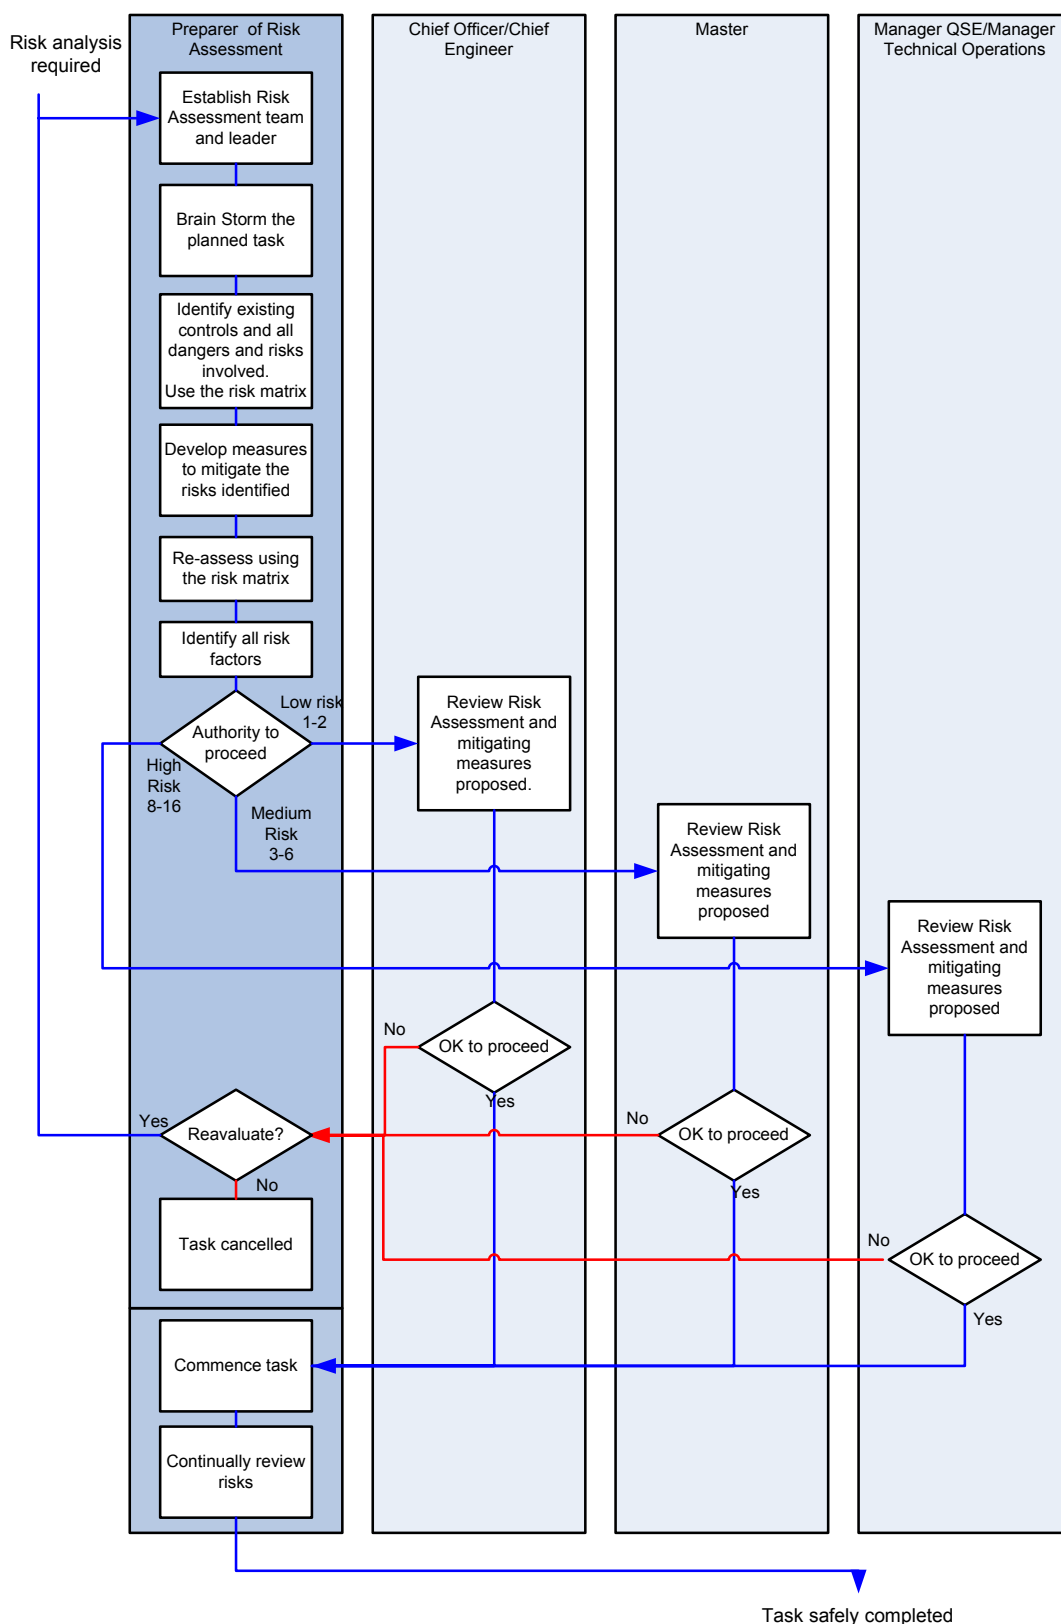 Risk analysis
required
Preparer of Risk
Assessment
Chief Officer/Chief
Engineer
Master
Manager QSE/Manager
Technical Operations
Establish Risk
Assessment team
and leader
Brain Storm the
planned task
Identify existing
controls and all
dangers and risks
involved.
Use the risk matrix
Develop measures
to mitigate the
risks identified
Re-assess using
the risk matrix
Identify all risk
factors
Authority to
proceed
Low risk
1-2
High
Risk
8-16
Medium
Risk
3-6
Review Risk
Assessment and
mitigating
measures
proposed.
Review Risk
Assessment and
mitigating
measures
proposed
Review Risk
Assessment and
mitigating
measures
proposed
No
OK to proceed
Yes
Yes
Reavaluate?
No
No
OK to proceed
Yes
Task cancelled
No
OK to proceed
Yes
Commence task
Continually review
risks
Task safely completed